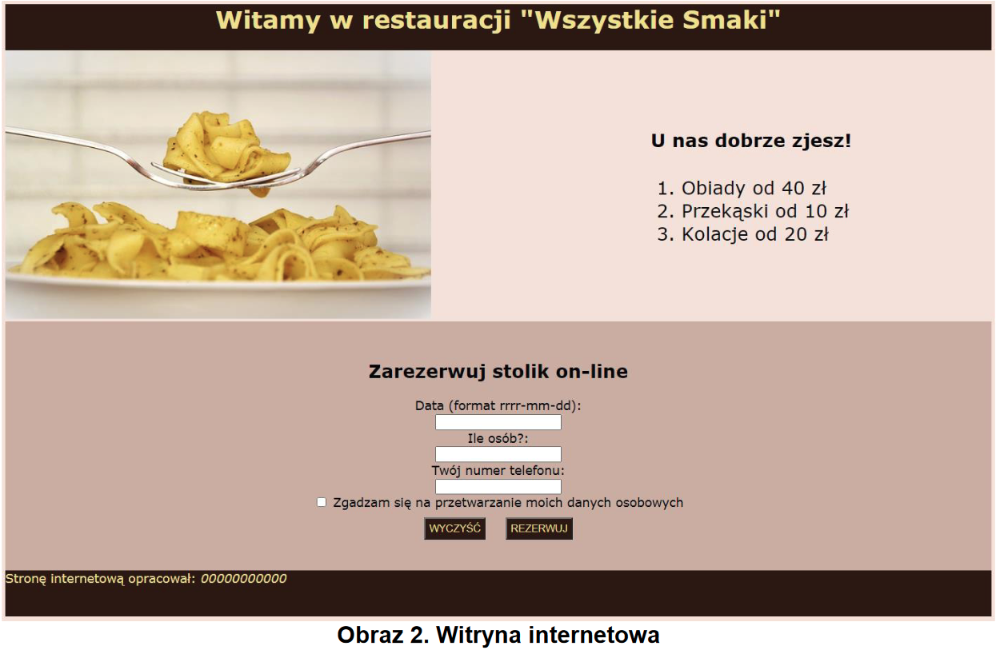 Witamy w restauracji "Wszystkie Smaki"
U nas dobrze zjesz!
1. Obiady od 40 zł
2. Przekąski od 10 zł
3. Kolacje od 20 zł
Zarezerwuj stolik on-line
Data (format rrrr-mm-dd):
Ile osób?:
Twój numer telefonu:
Zgadzam się na przetwarzanie moich danych osobowych
WYCZYŚĆ REZERWUJ
Stronę internetową opracował: 00000000000
Obraz 2. Witryna internetowa